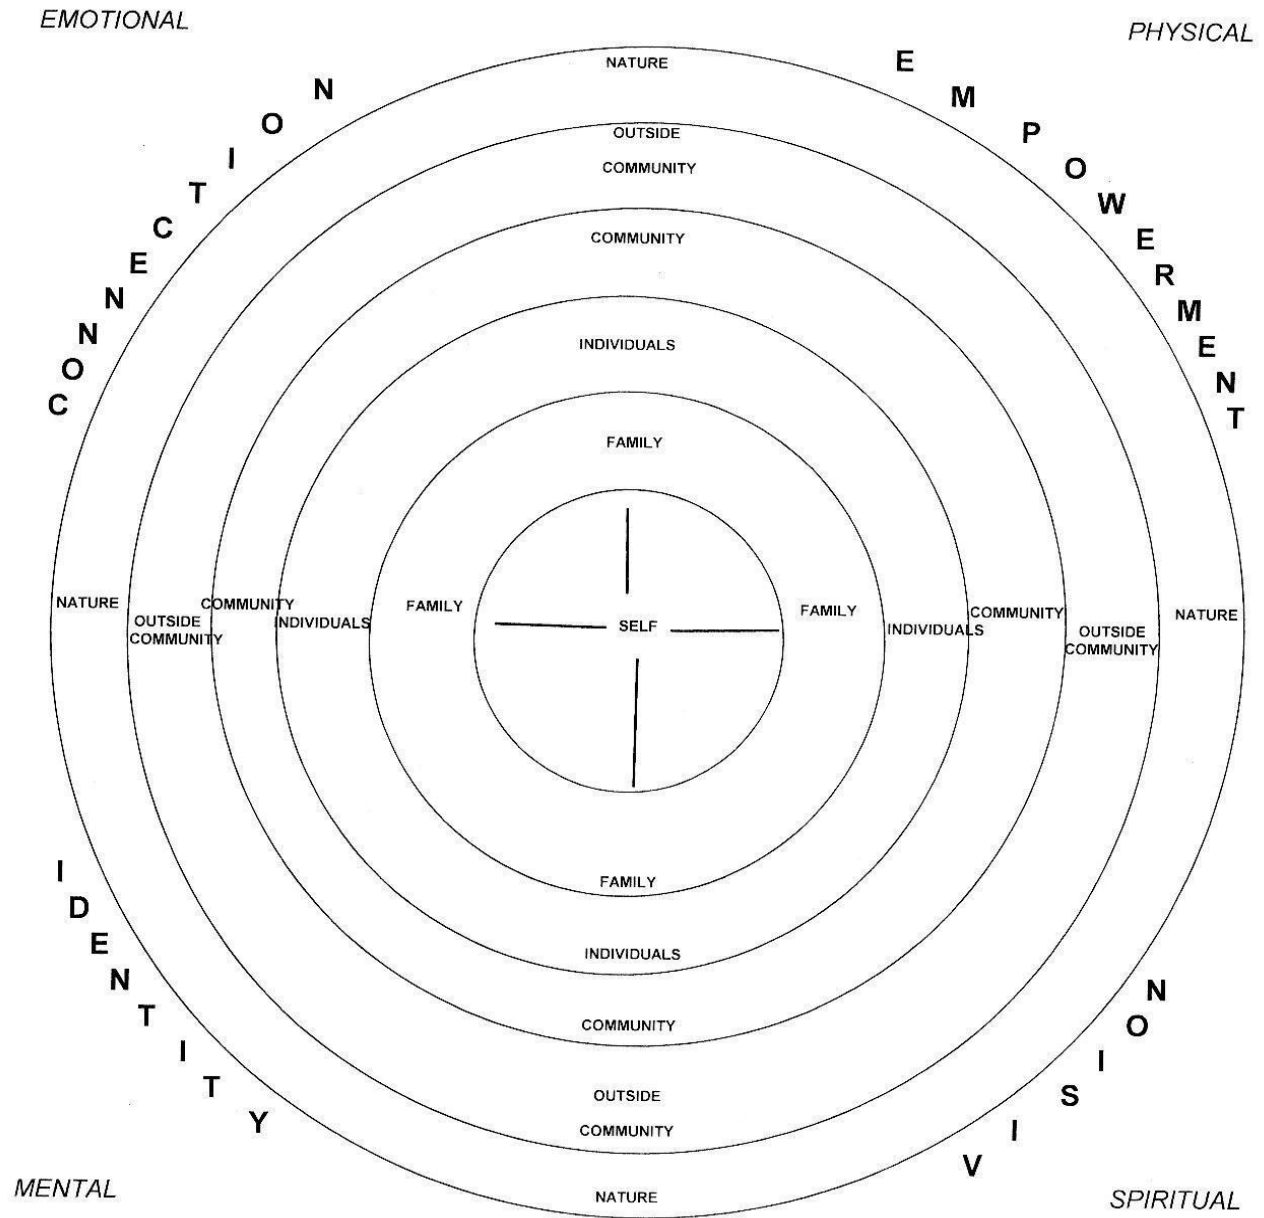 EMOTIONAL
PHYSICAL
CONNECTION
EMPOWERMENT
NATURE
OUTSIDE
COMMUNITY
COMMUNITY
INDIVIDUALS
FAMILY
NATURE
OUTSIDE
COMMUNITY
COMMUNITY
INDIVIDUALS
FAMILY
SELF
FAMILY
INDIVIDUALS
COMMUNITY
OUTSIDE
COMMUNITY
NATURE
FAMILY
INDIVIDUALS
COMMUNITY
OUTSIDE
COMMUNITY
NATURE
IDENTITY
VISION
MENTAL
SPIRITUAL